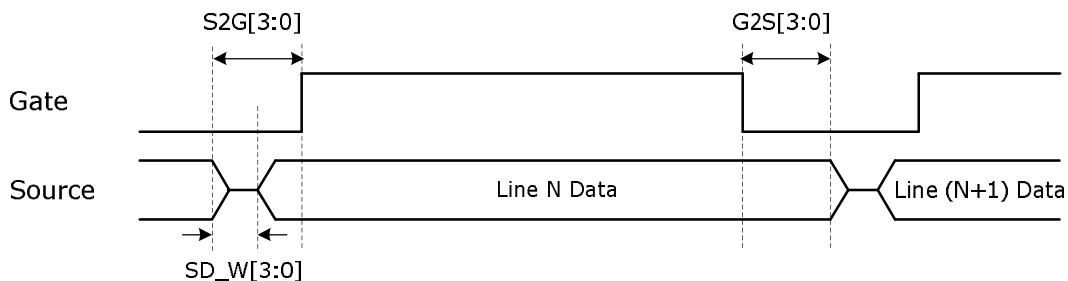 S2G[3:0]
G2S[3:0]
Gate
Source
Line N Data
Line (N+1) Data
SD_W[3:0]